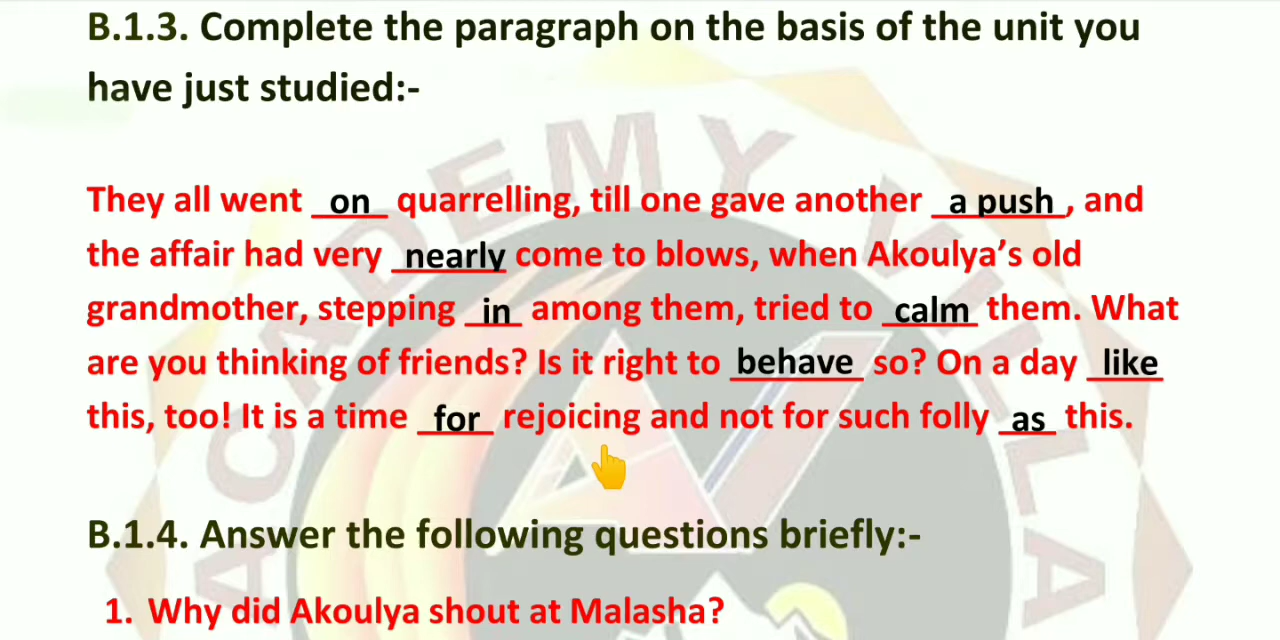 B.1.3. Complete the paragraph on the basis of the unit you
have just studied:-
They all went on quarrelling, till one gave another a push, and
the affair had very nearly come to blows, when Akoulya’s old
grandmother, stepping in among them, tried to calm them. What
are you thinking of friends? Is it right to behave so? On a day like
this, too! It is a time for rejoicing and not for such folly as this.
B.1.4. Answer the following questions briefly:-
1. Why did Akoulya shout at Malasha?
ACADEMY VILLA